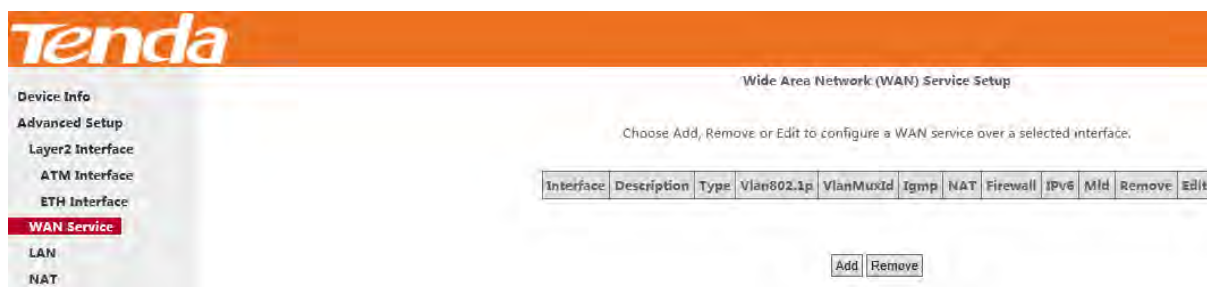 Tenda
Device Info
Advanced Setup
Layer2 Interface
ATM Interface
ETH Interface
WAN Service
LAN
NAT
Wide Area Network (WAN) Service Setup
Choose Add, Remove or Edit to configure a WAN service over a selected interface.
Interface Description Type Vlan802.1p VlanMuxId Igmp NAT Firewall IPv6 Mld Remove Edit
Add Remove